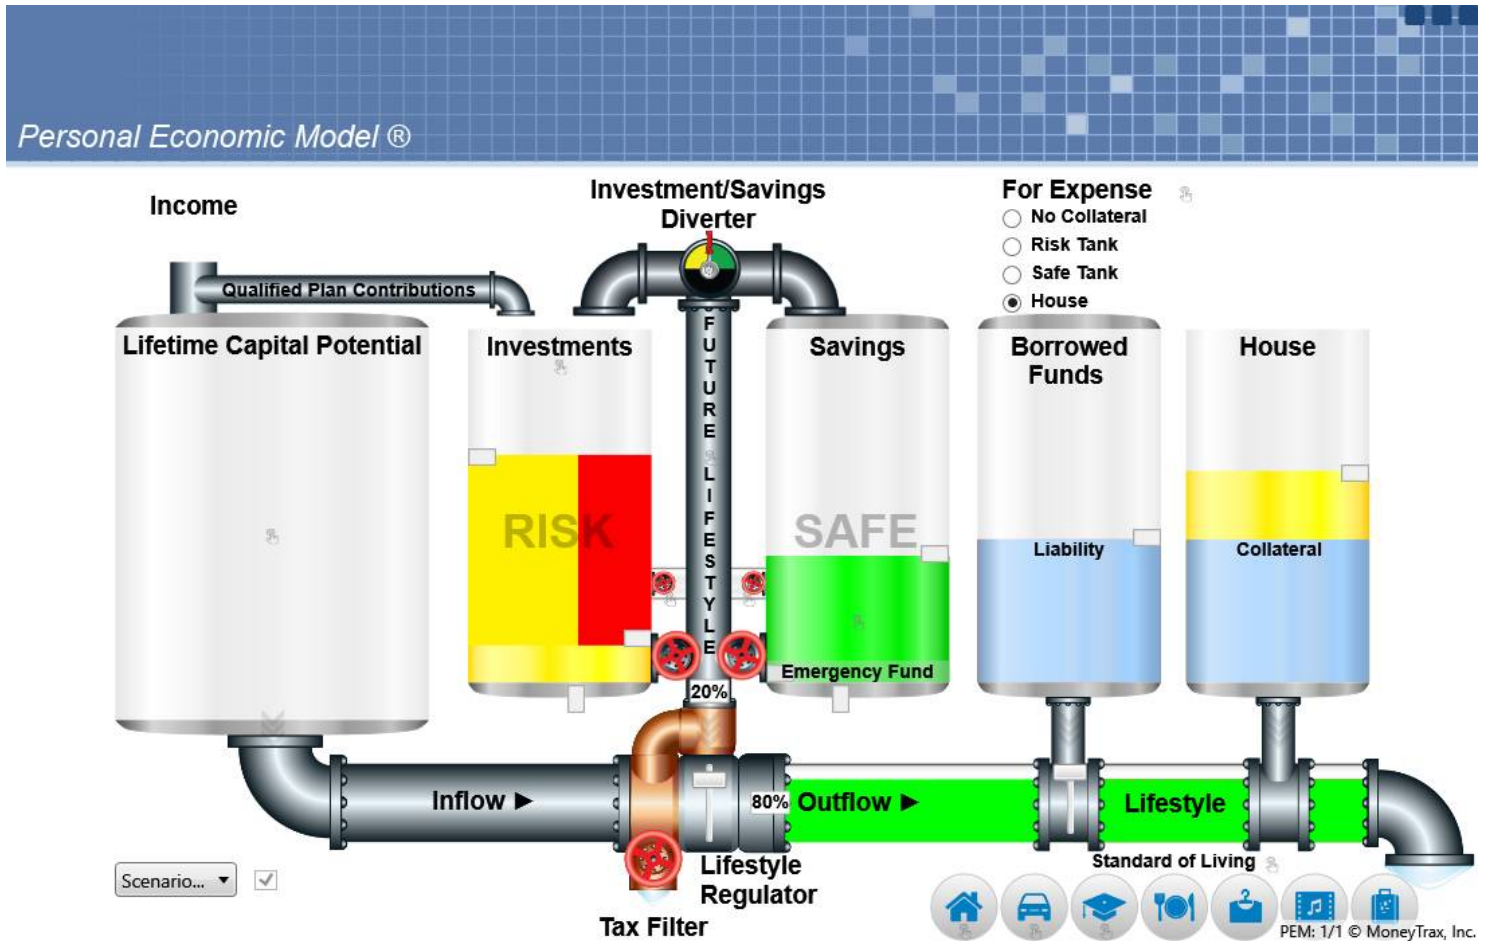 Personal Economic Model ®
Income
Investment/Savings
Diverter
For Expense
No Collateral
Risk Tank
Safe Tank
House
Qualified Plan Contributions
Lifetime Capital Potential
Investments
FUTURE LIFESTYLE
Savings
Borrowed
Funds
House
RISK
SAFE
Liability
Collateral
Emergency Fund
20%
Inflow ►
80%
Outflow ►
Lifestyle
Standard of Living
Scenario...
Lifestyle
Regulator
Tax Filter
PEM: 1/1 © MoneyTrax, Inc.